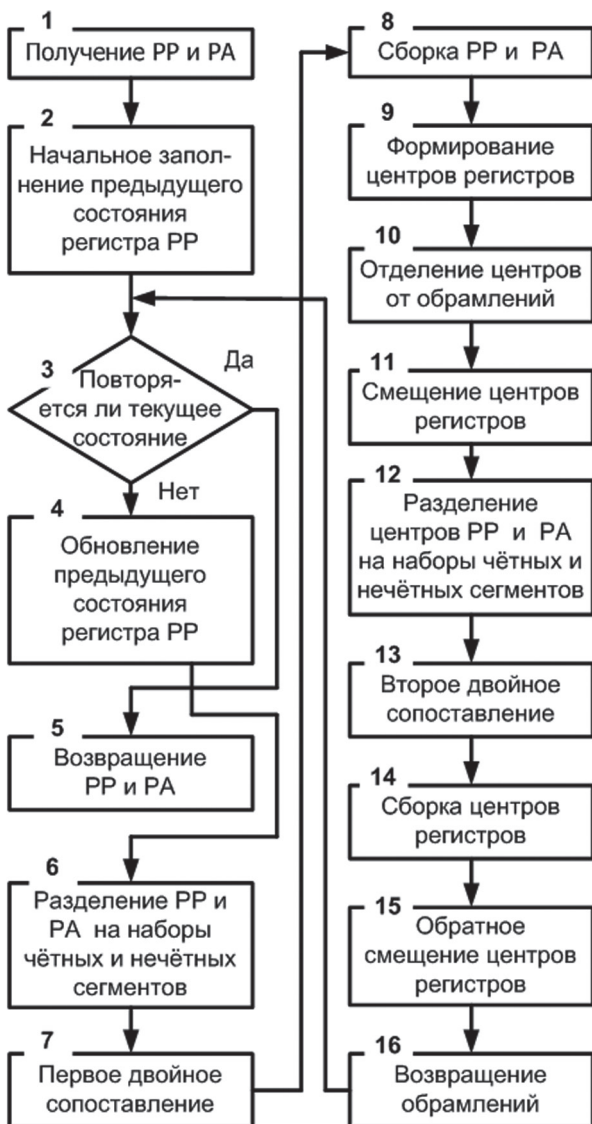 1
Получение РР и РА
2
Начальное запол-
нение предыдущего
состояния
регистра РР
3
Повторя-
ется ли текущее
состояние
Да
Нет
4
Обновление
предыдущего
состояния
регистра РР
5
Возвращение
РР и РА
6
Разделение РР и
РА на наборы
чётных и нечётных
сегментов
7
Первое двойное
сопоставление
8
Сборка РР и РА
9
Формирование
центров регистров
10
Отделение центров
от обрамлений
11
Смещение центров
регистров
12
Разделение
центров РР и РА
на наборы чётных и
нечётных сегментов
13
Второе двойное
сопоставление
14
Сборка центров
регистров
15
Обратное
смещение центров
регистров
16
Возвращение
обрамлений